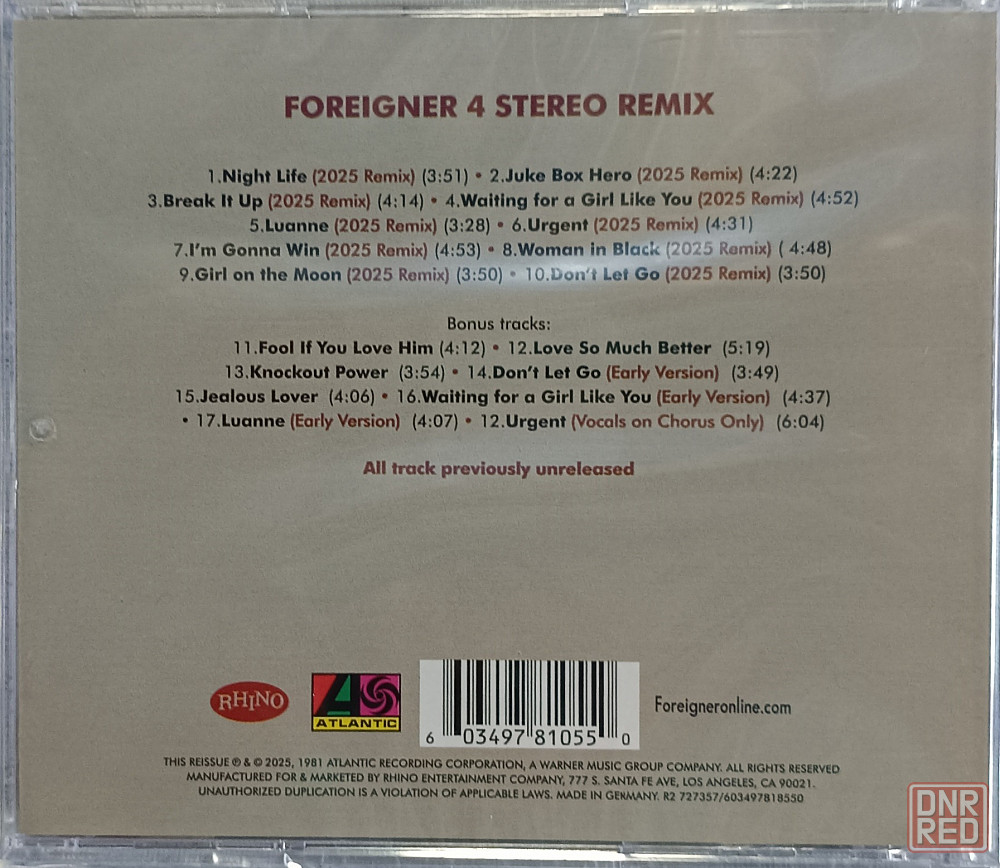 FOREIGNER 4 STEREO REMIX
1.Night Life (2025 Remix) (3:51) • 2.Juke Box Hero (2025 Remix) (4:22)
3.Break It Up (2025 Remix) (4:14) • 4.Waiting for a Girl Like You (2025 Remix) (4:52)
5.Luanne (2025 Remix) (3:28) • 6.Urgent (2025 Remix) (4:31)
7.I'm Gonna Win (2025 Remix) (4:53) • 8.Woman in Black (2025 Remix) ( 4:48)
9.Girl on the Moon (2025 Remix) (3:50) • 10.Don't Let Go (2025 Remix) (3:50)
Bonus tracks:
11.Fool If You Love Him (4:12) • 12.Love So Much Better (5:19)
13.Knockout Power (3:54) • 14.Don't Let Go (Early Version) (3:49)
15.Jealous Lover (4:06) • 16.Waiting for a Girl Like You (Early Version) (4:37)
• 17.Luanne (Early Version) (4:07) • 12.Urgent (Vocals on Chorus Only) (6:04)
All track previously unreleased
RHINO
ATLANTIC
6 03497 81055 0
Foreigneronline.com
THIS REISSUE ℗ & © 2025, 1981 ATLANTIC RECORDING CORPORATION, A WARNER MUSIC GROUP COMPANY. ALL RIGHTS RESERVED
MANUFACTURED FOR & MARKETED BY RHINO ENTERTAINMENT COMPANY, 777 S. SANTA FE AVE, LOS ANGELES, CA 90021.
UNAUTHORIZED DUPLICATION IS A VIOLATION OF APPLICABLE LAWS. MADE IN GERMANY. R2 727357/603497818550
DNR
RED